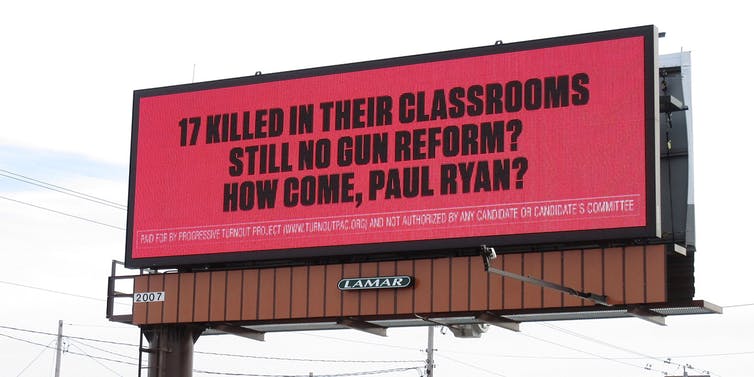 17 KILLED IN THEIR CLASSROOMS
STILL NO GUN REFORM?
HOW COME, PAUL RYAN?
PAID FOR BY PROGRESSIVE TURNOUT PROJECT (WWW.TURNOUTPAC.ORG) AND NOT AUTHORIZED BY ANY CANDIDATE OR CANDIDATE'S COMMITTEE
LAMAR
2007